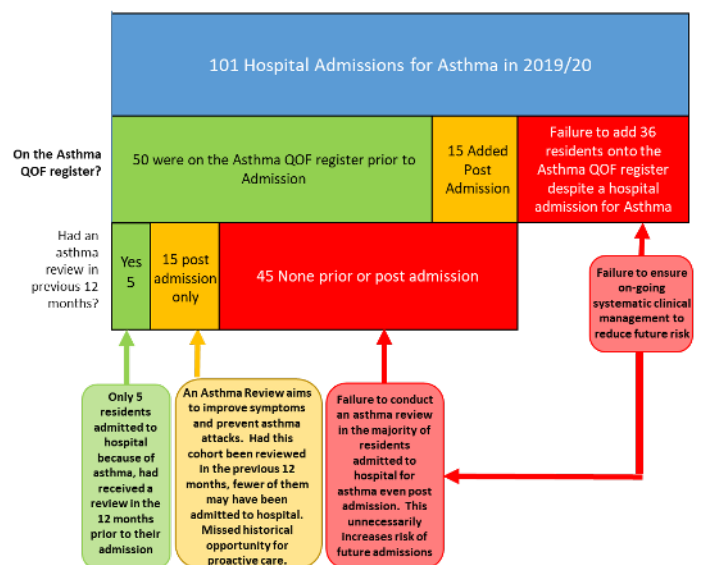 101 Hospital Admissions for Asthma in 2019/20
On the Asthma
QOF register?
50 were on the Asthma QOF register prior to
Admission
15 Added
Post
Admission
Failure to add 36
residents onto the
Asthma QOF register
despite a hospital
admission for Asthma
Had an
asthma
review in
previous 12
months?
Yes
5
15 post
admission
only
45 None prior or post admission
Failure to ensure
on-going
systematic clinical
management to
reduce future risk
Only 5
residents
admitted to
hospital
because of
asthma, had
received a
review in the
12 months
prior to their
admission
An Asthma Review aims
to improve symptoms
and prevent asthma
attacks. Had this
cohort been reviewed
in the previous 12
months, fewer of them
may have been
admitted to hospital.
Missed historical
opportunity for
proactive care.
Failure to conduct
an asthma review
in the majority of
residents
admitted to
hospital for
asthma even post
admission. This
unnecessarily
increases risk of
future admissions